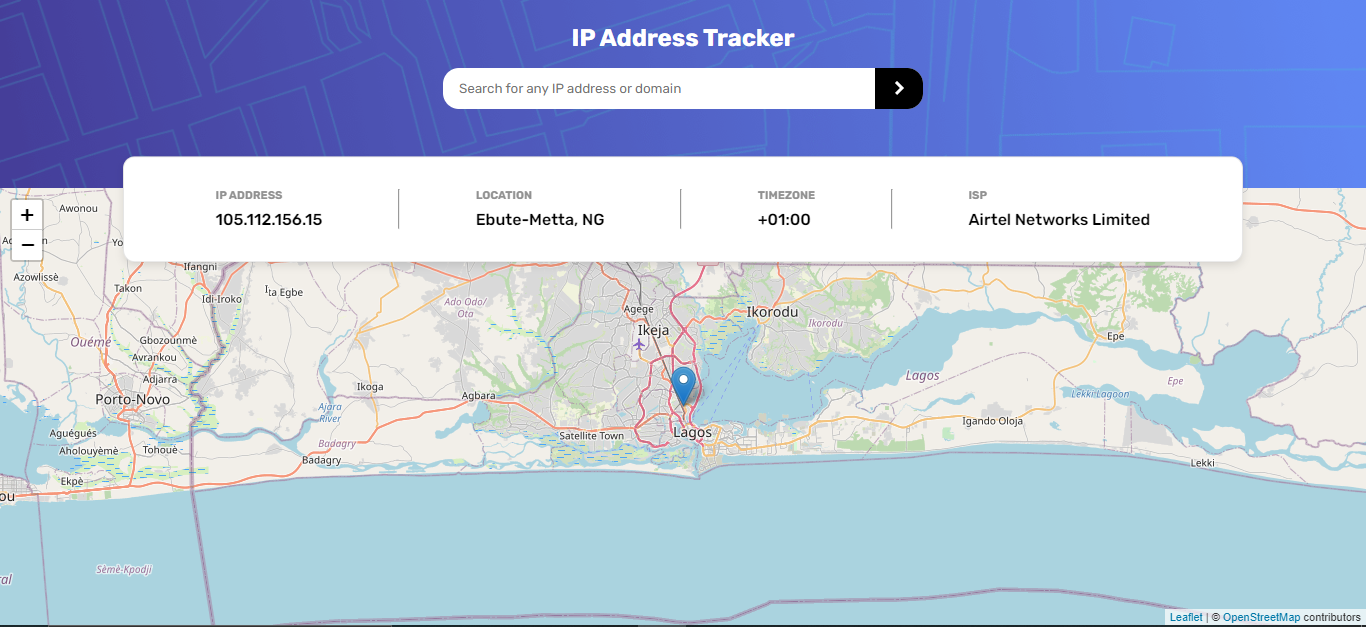 IP Address Tracker
Search for any IP address or domain
IP ADDRESS
105.112.156.15
LOCATION
Ebute-Metta, NG
TIMEZONE
+01:00
ISP
Airtel Networks Limited
+
−
Awonou
Azowlissè
Takon
Ifangni
Idi-Iroko
Ita Egbe
Ado Odo/
Ota
Agege
Ikeja
Ikorodu
Ikorodu
Epe
Ouémé
Gbozounmè
Avrankou
Adjarra
Porto-Novo
Ikoga
Agbara
Lagos
Epe
Lekki Lagoon
Ajara
River
Igando Oloja
Aguégués
Aholouyèmè
Tohoue
Badagry
Badagry
Satellite Town
Lagos
Lekki
Ekpè
ou
Sèmè-Kpodji
al
Leaflet | © OpenStreetMap contributors